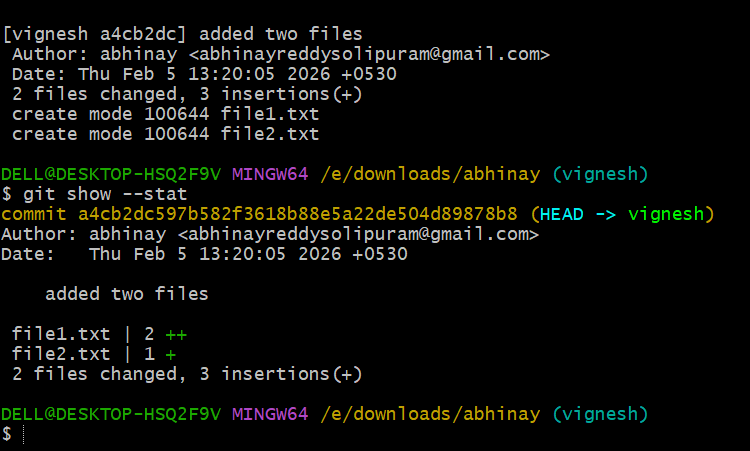 [vignesh a4cb2dc] added two files
 Author: abhinay <abhinayreddysolipuram@gmail.com>
 Date: Thu Feb 5 13:20:05 2026 +0530
 2 files changed, 3 insertions(+)
 create mode 100644 file1.txt
 create mode 100644 file2.txt

DELL@DESKTOP-HSQ2F9V MINGW64 /e/downloads/abhinay (vignesh)
$ git show --stat
commit a4cb2dc597b582f3618b88e5a22de504d89878b8 (HEAD -> vignesh)
Author: abhinay <abhinayreddysolipuram@gmail.com>
Date:   Thu Feb 5 13:20:05 2026 +0530

    added two files

 file1.txt | 2 ++
 file2.txt | 1 +
 2 files changed, 3 insertions(+)

DELL@DESKTOP-HSQ2F9V MINGW64 /e/downloads/abhinay (vignesh)
$